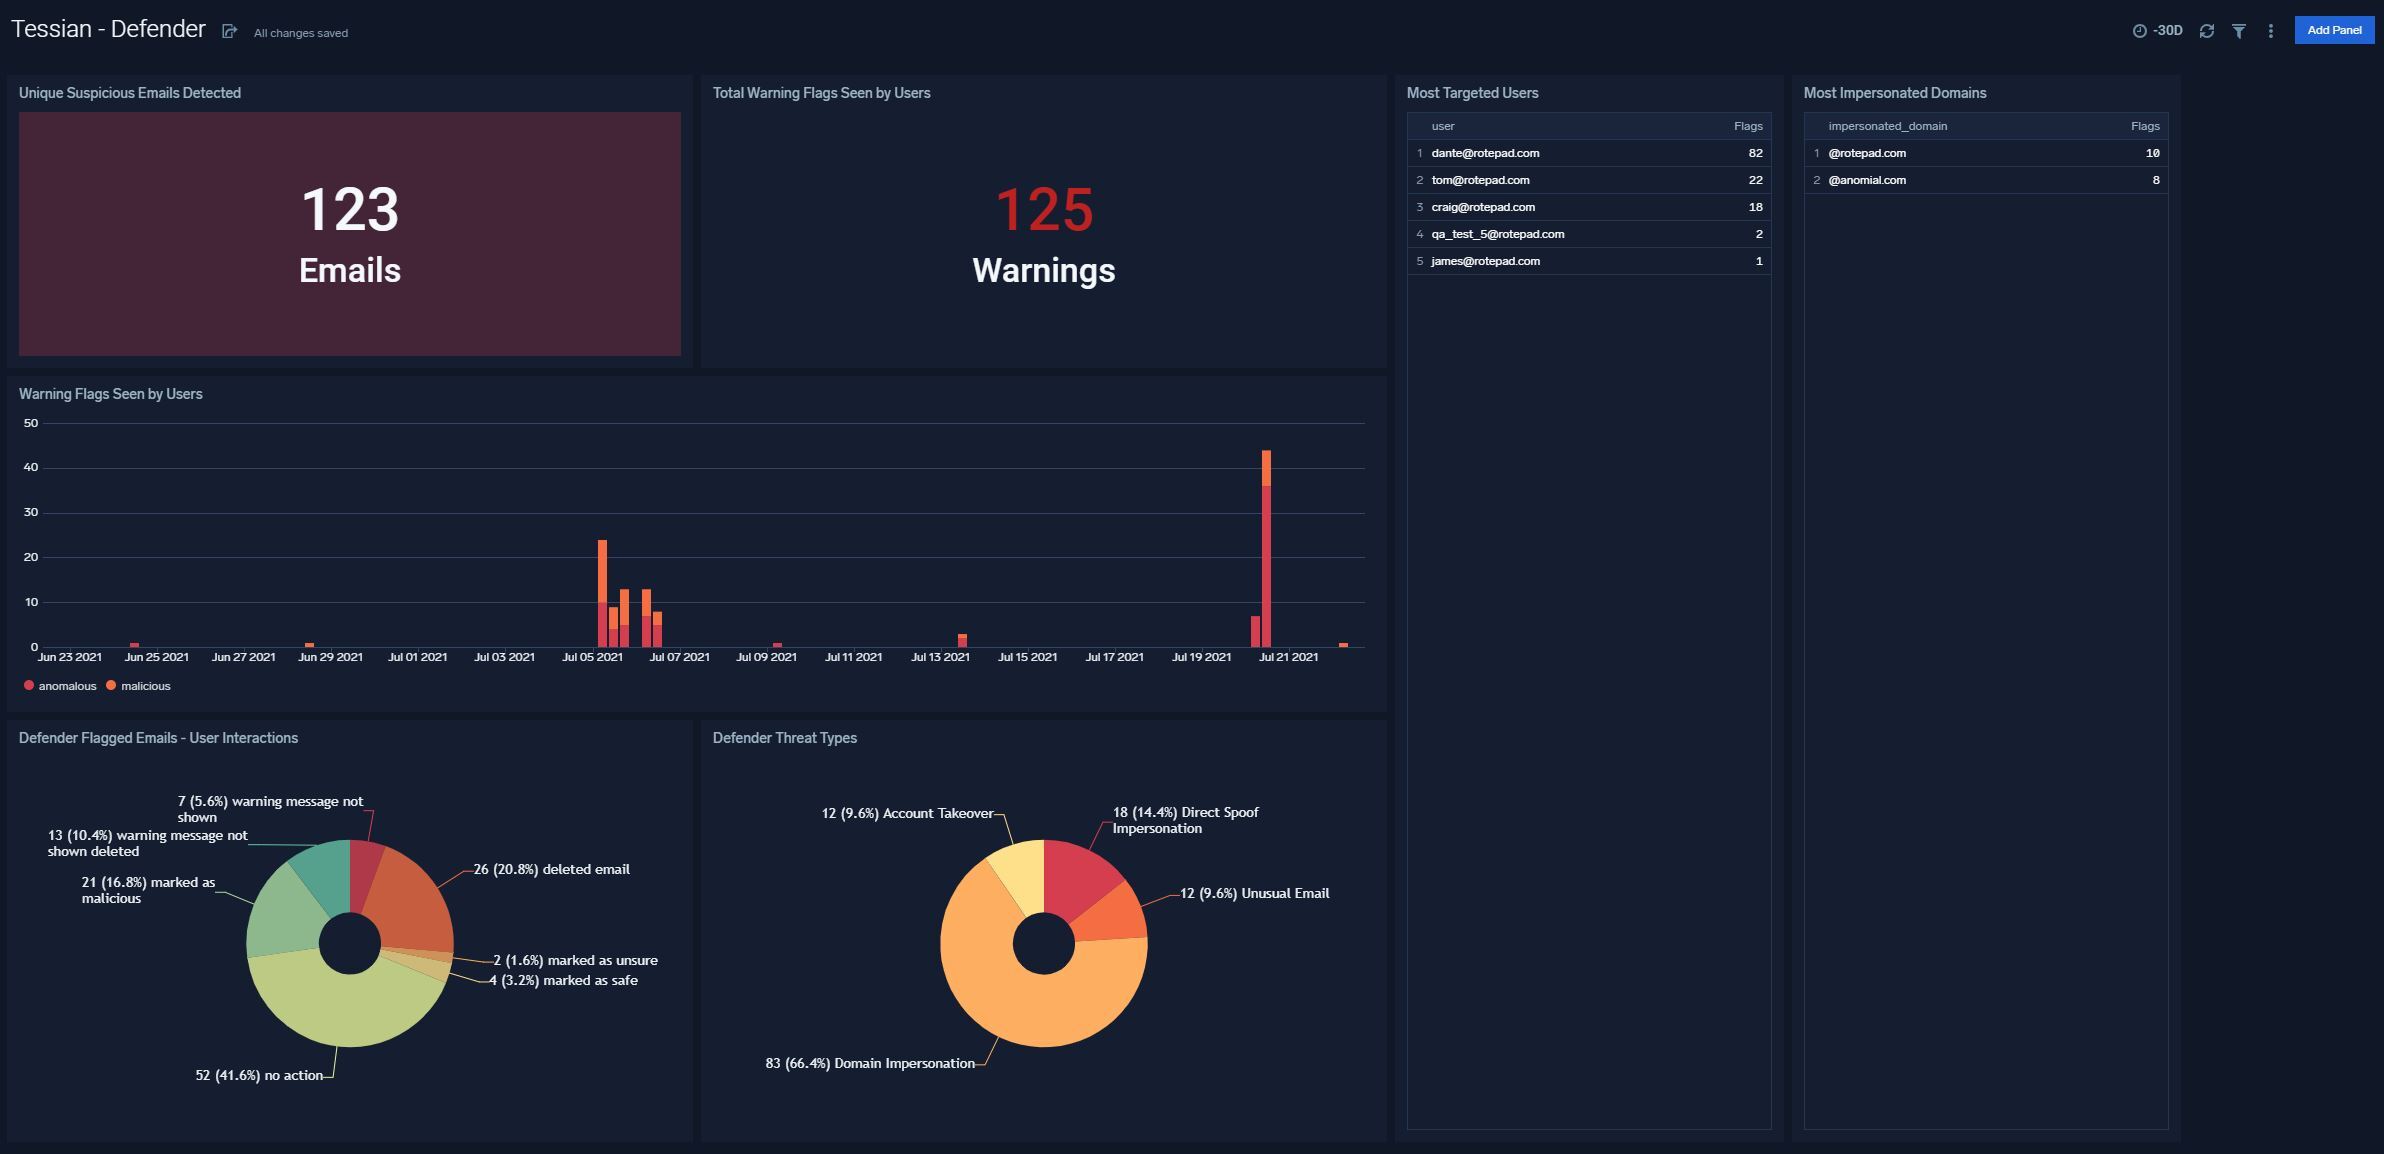 Tessian - Defender
All changes saved
-30D
Add Panel
Unique Suspicious Emails Detected
123
Emails
Total Warning Flags Seen by Users
125
Warnings
Most Targeted Users
user Flags
1 dante@rotepad.com 82
2 tom@rotepad.com 22
3 craig@rotepad.com 18
4 qa_test_5@rotepad.com 2
5 james@rotepad.com 1
Most Impersonated Domains
impersonated_domain Flags
1 @rotepad.com 10
2 @anomial.com 8
Warning Flags Seen by Users
50
40
30
20
10
0
Jun 23 2021 Jun 25 2021 Jun 27 2021 Jun 29 2021 Jul 01 2021 Jul 03 2021 Jul 05 2021 Jul 07 2021 Jul 09 2021 Jul 11 2021 Jul 13 2021 Jul 15 2021 Jul 17 2021 Jul 19 2021 Jul 21 2021
anomalous malicious
Defender Flagged Emails - User Interactions
7 (5.6%) warning message not
shown
13 (10.4%) warning message not
shown deleted
26 (20.8%) deleted email
21 (16.8%) marked as
malicious
2 (1.6%) marked as unsure
4 (3.2%) marked as safe
52 (41.6%) no action
Defender Threat Types
12 (9.6%) Account Takeover
18 (14.4%) Direct Spoof
Impersonation
12 (9.6%) Unusual Email
83 (66.4%) Domain Impersonation